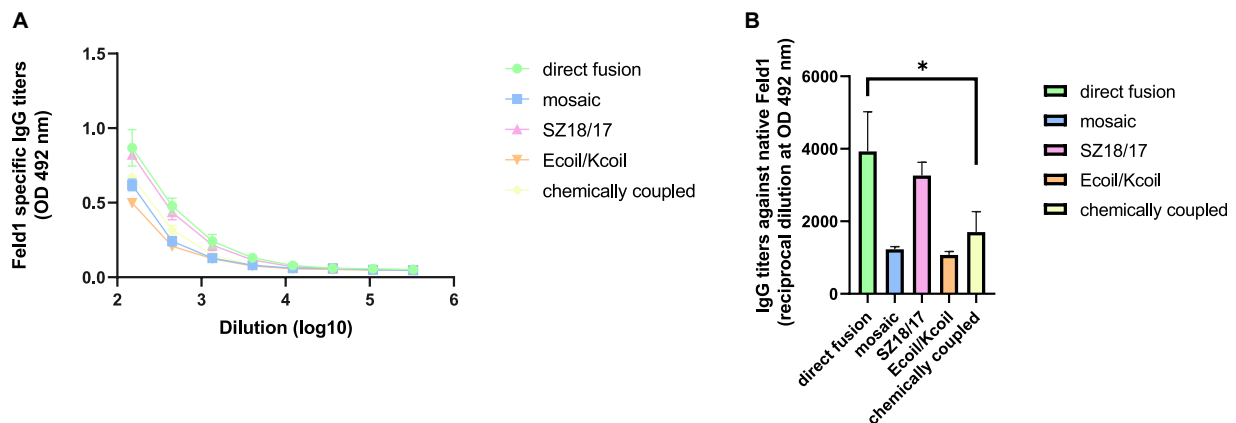 A
Feld1 specific IgG titers
(OD 492 nm)
1.5
1.0
0.5
0.0
2
3
4
5
6
Dilution (log10)
direct fusion
mosaic
SZ18/17
Ecoil/Kcoil
chemically coupled
B
IgG titers against native Feld1
(reciprocal dilution at OD 492 nm)
6000
4000
2000
0
*
direct fusion
mosaic
SZ18/17
Ecoil/Kcoil
chemically coupled
direct fusion
mosaic
SZ18/17
Ecoil/Kcoil
chemically coupled